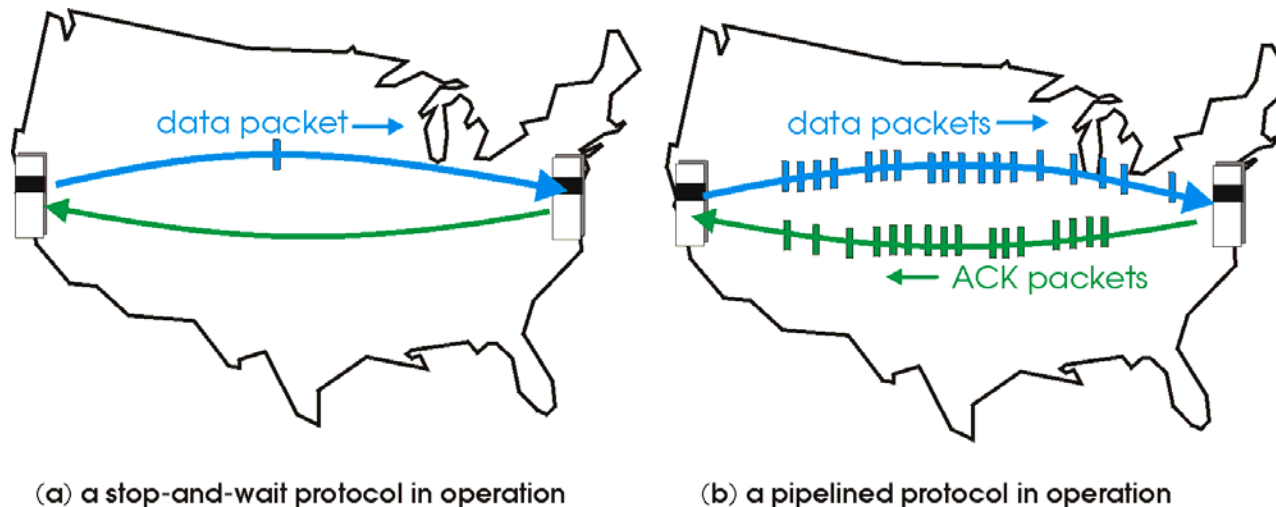 data packet
data packets
ACK packets
(a) a stop-and-wait protocol in operation
(b) a pipelined protocol in operation